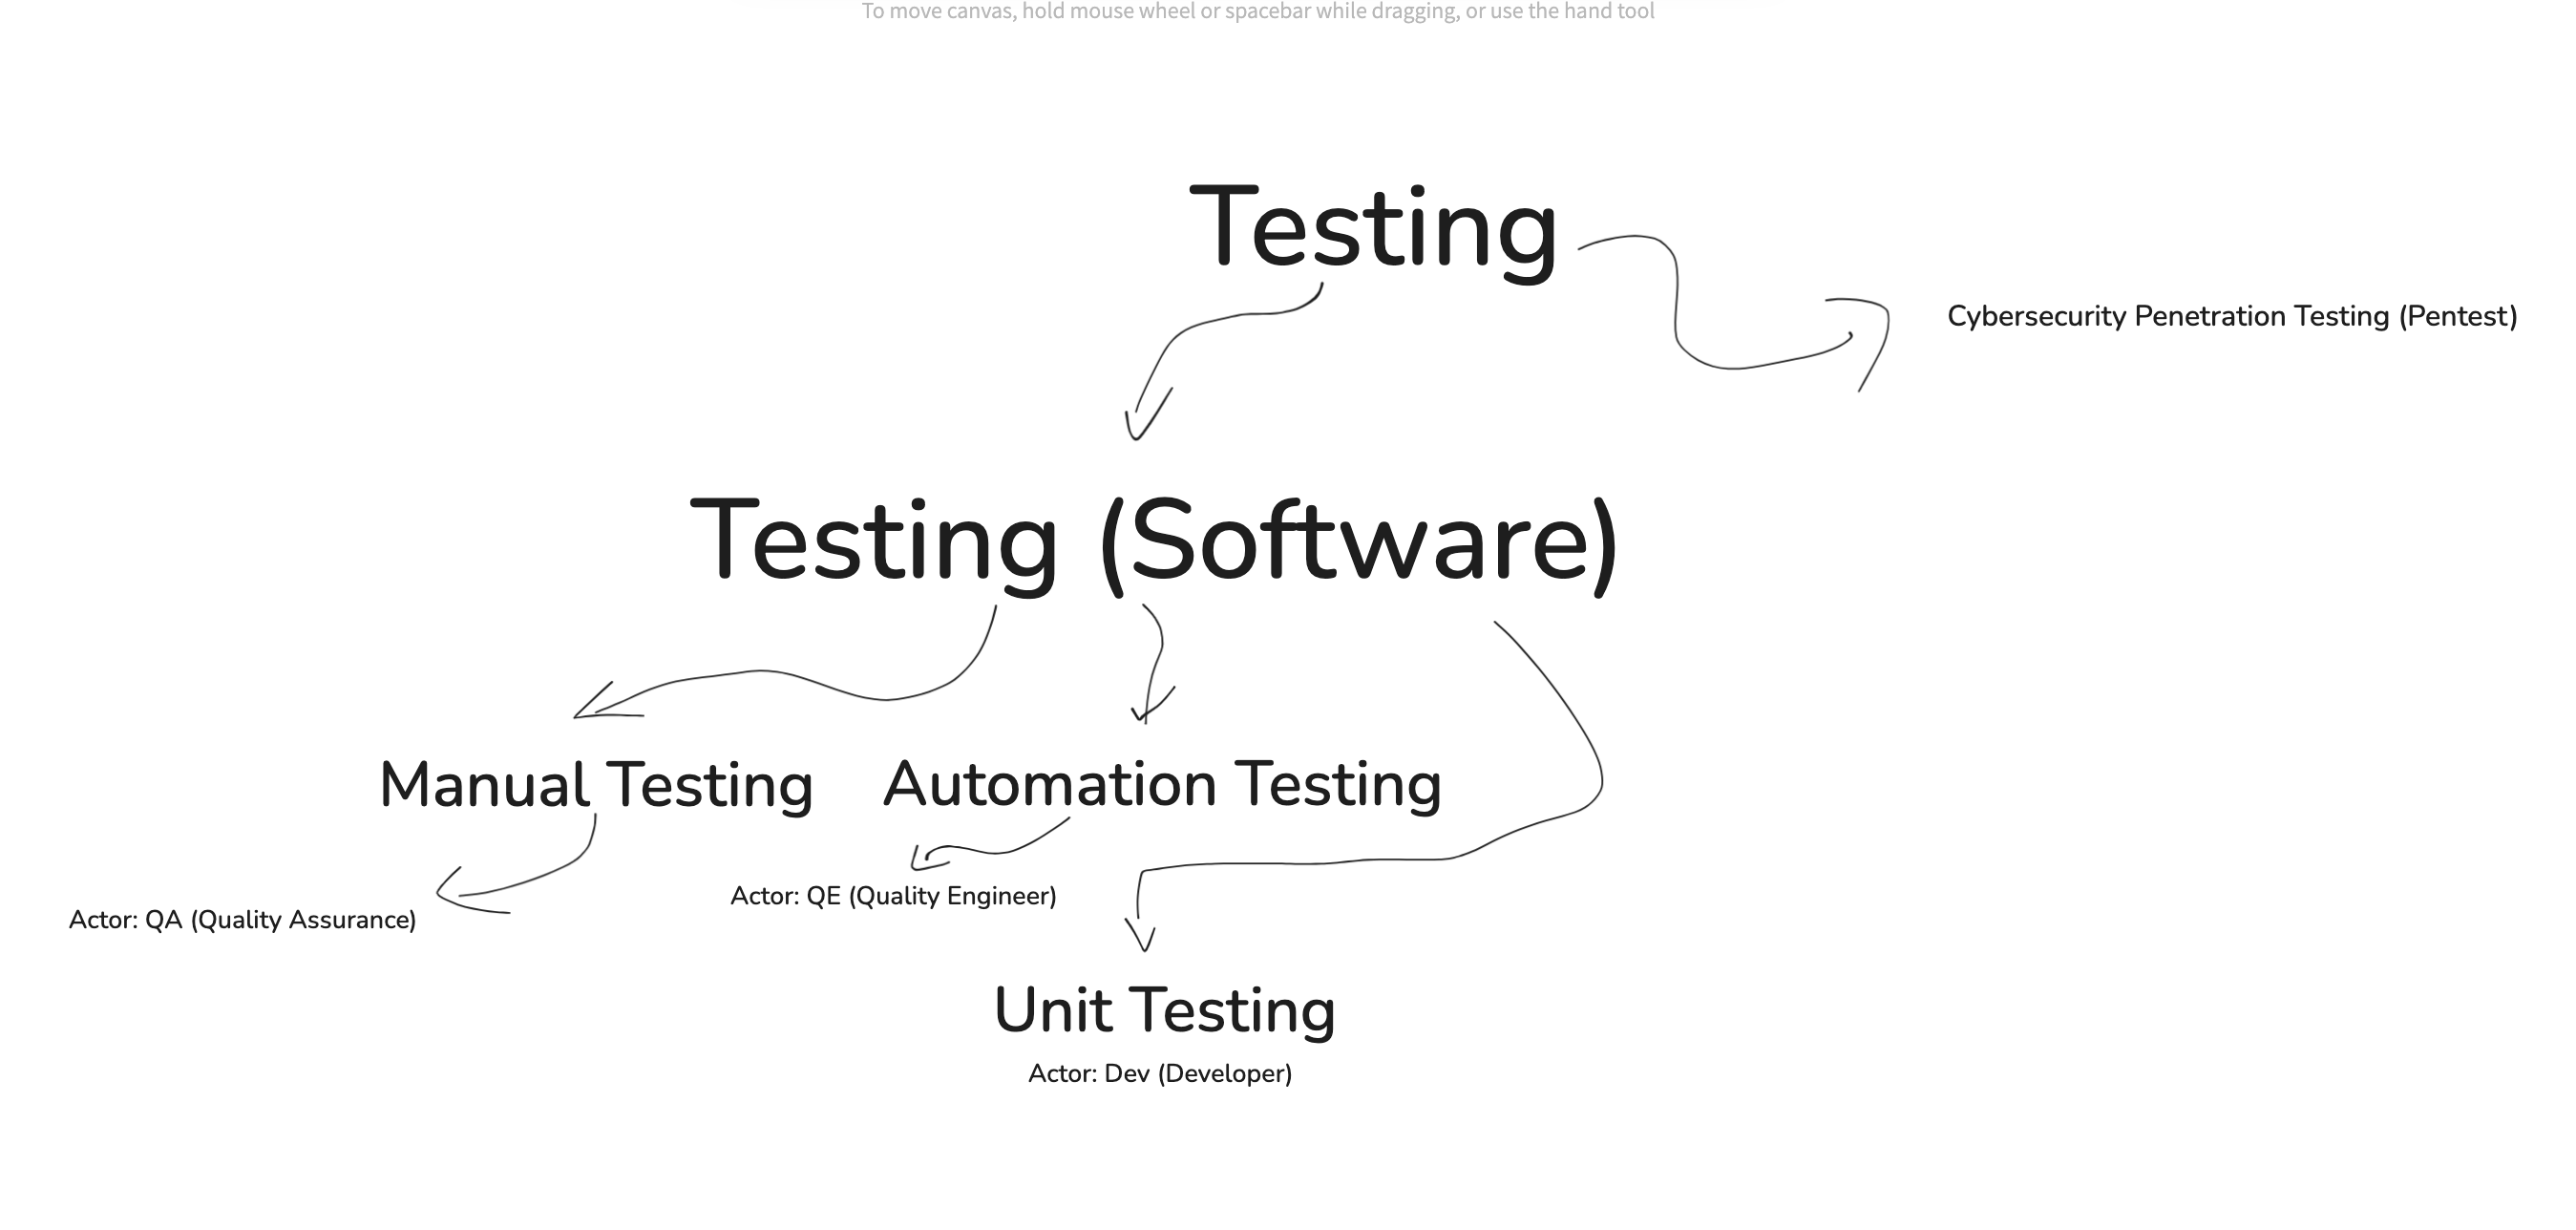 To move canvas, hold mouse wheel or spacebar while dragging, or use the hand tool
Testing
Cybersecurity Penetration Testing (Pentest)
Testing (Software)
Manual Testing
Automation Testing
Actor: QE (Quality Engineer)
Actor: QA (Quality Assurance)
Unit Testing
Actor: Dev (Developer)